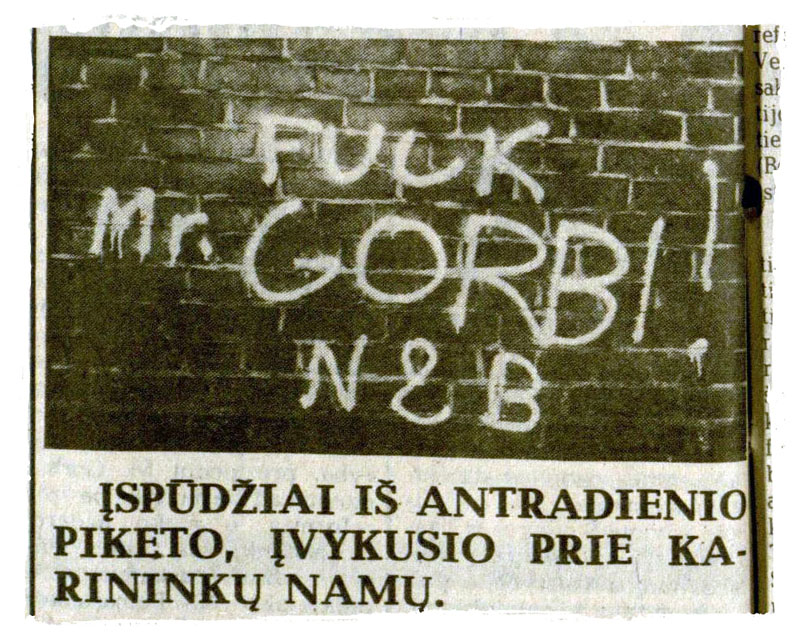 FUCK
Mr. GORBI!
N & B
ĮSPŪDŽIAI IŠ ANTRADIENIO
PIKETO, ĮVYKUSIO PRIE KA-
RININKŲ NAMŲ.